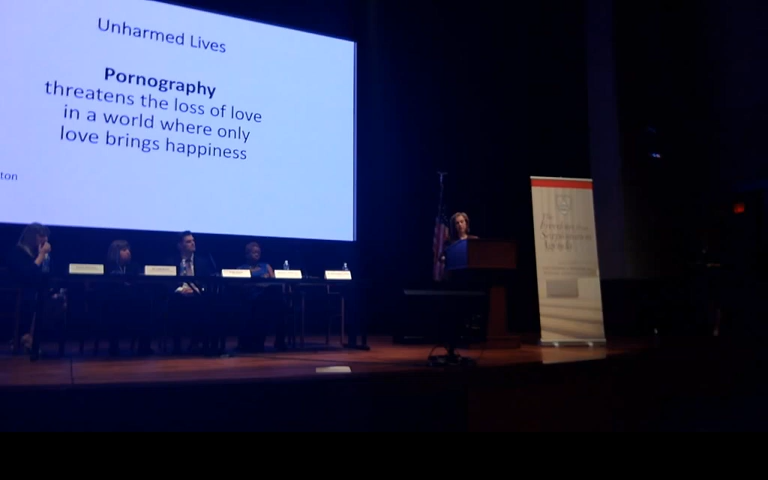 Unharmed Lives
Pornography
threatens the loss of love
in a world where only
love brings happiness
ton